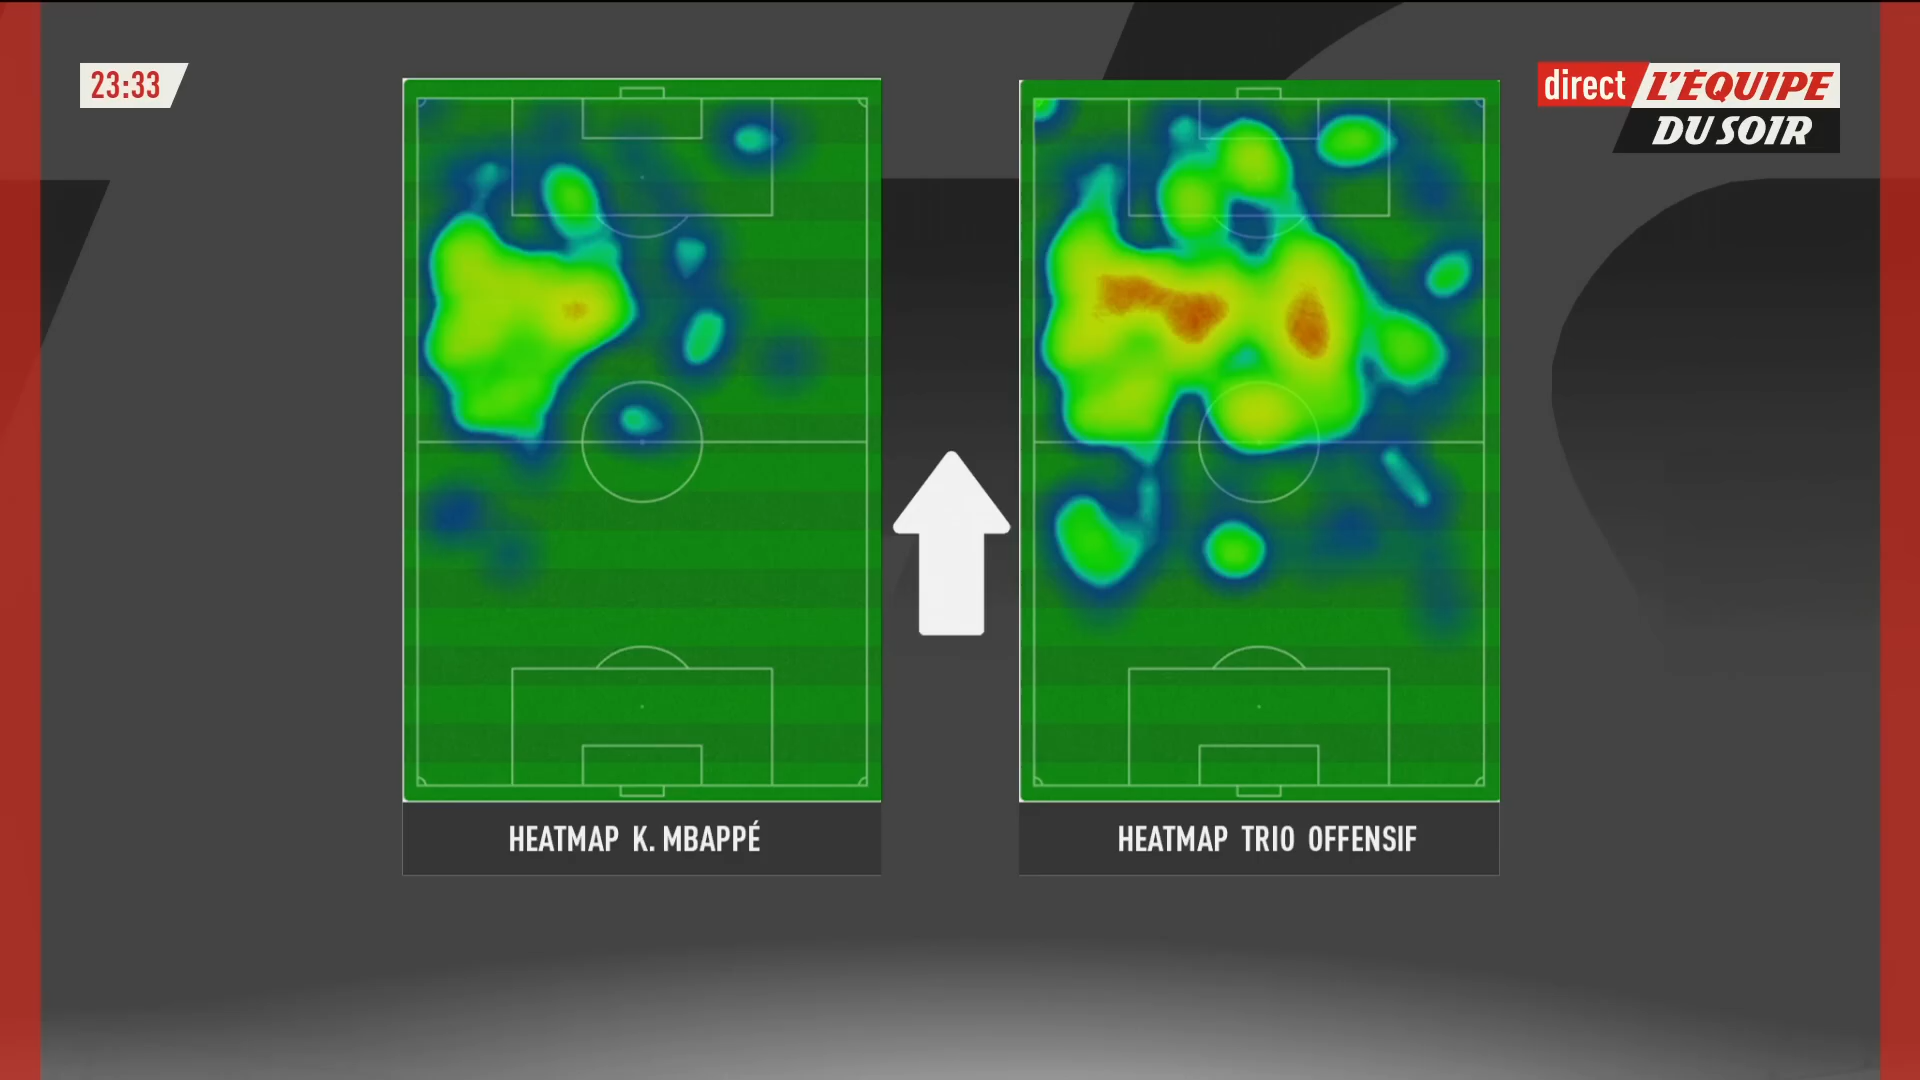 23:33
direct L'ÉQUIPE
DU SOIR
HEATMAP K. MBAPPÉ
HEATMAP TRIO OFFENSIF